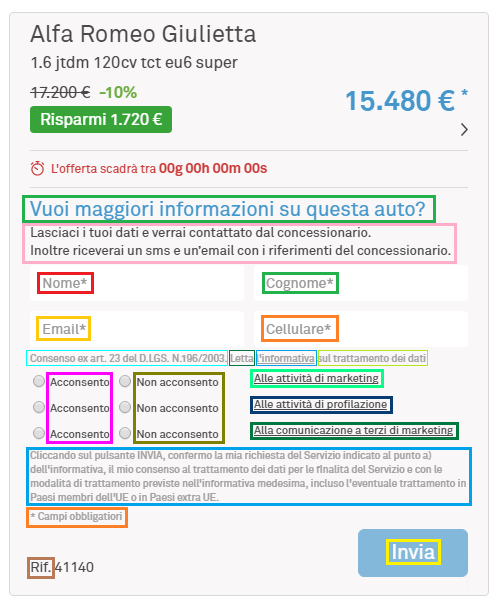 Alfa Romeo Giulietta
1.6 jtdm 120cv tct eu6 super
17.200 € -10%
Risparmi 1.720 €
15.480 € *
L'offerta scadrà tra 00g 00h 00m 00s
Vuoi maggiori informazioni su questa auto?
Lasciaci i tuoi dati e verrai contattato dal concessionario.
Inoltre riceverai un sms e un'email con i riferimenti del concessionario.
Nome* Cognome*
Email* Cellulare*
Consenso ex art. 23 del D.LGS. N.196/2003. Letta l'informativa sul trattamento dei dati
Acconsento Non acconsento Alle attività di marketing
Acconsento Non acconsento Alle attività di profilazione
Acconsento Non acconsento Alla comunicazione a terzi di marketing
Cliccando sul pulsante INVIA, confermo la mia richiesta del Servizio indicato al punto a)
dell'informativa, il mio consenso al trattamento dei dati per le finalità del Servizio e con le
modalità di trattamento previste nell'informativa medesima, incluso l'eventuale trattamento in
Paesi membri dell'UE o in Paesi extra UE.
* Campi obbligatiori
Invia
Rif. 41140